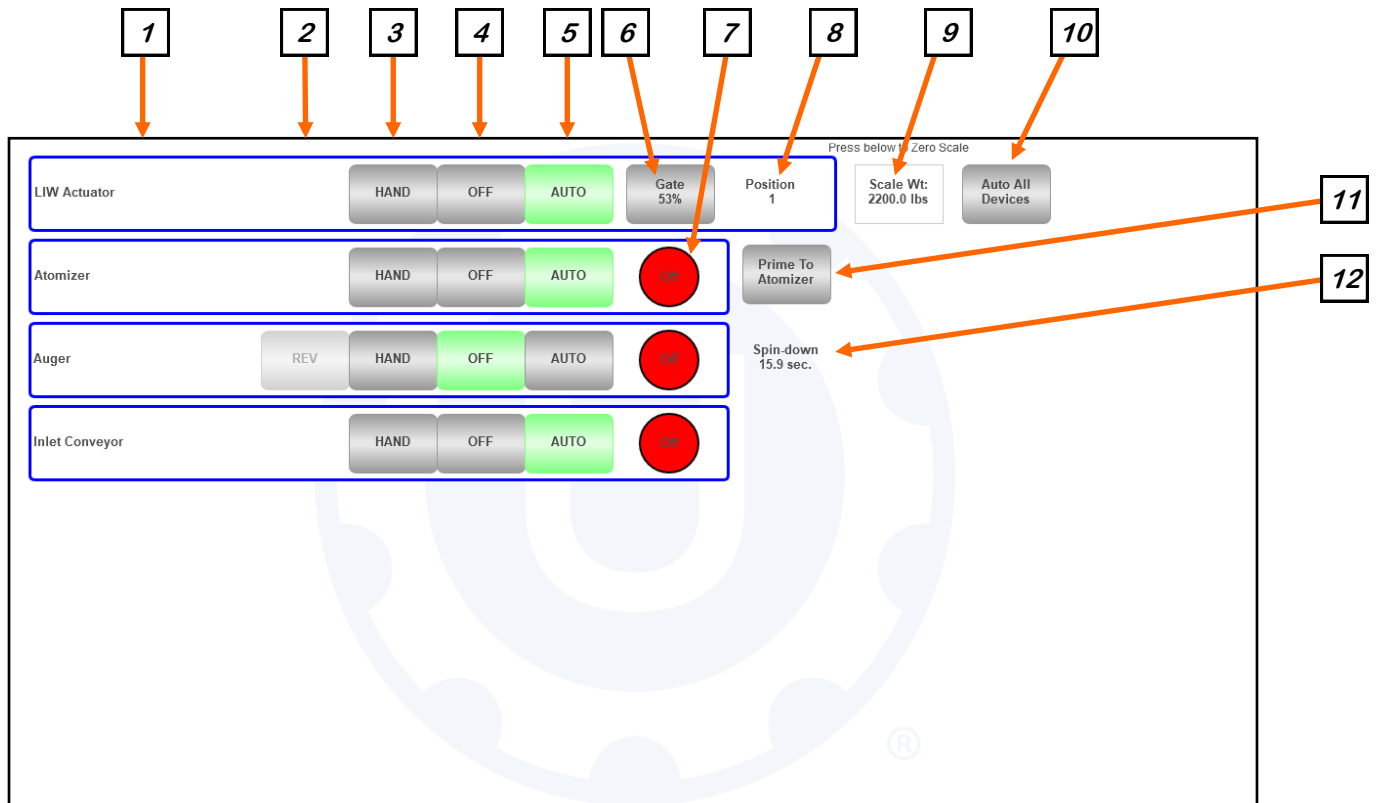 1 2 3 4 5 6 7 8 9 10
Press below to Zero Scale
LIW Actuator HAND OFF AUTO Gate Position Scale Wt: Auto All
53% 1 2200.0 lbs Devices
11
Atomizer HAND OFF AUTO Off Prime To
Atomizer
12
Auger REV HAND OFF AUTO Off Spin-down
15.9 sec.
Inlet Conveyor HAND OFF AUTO Off
®